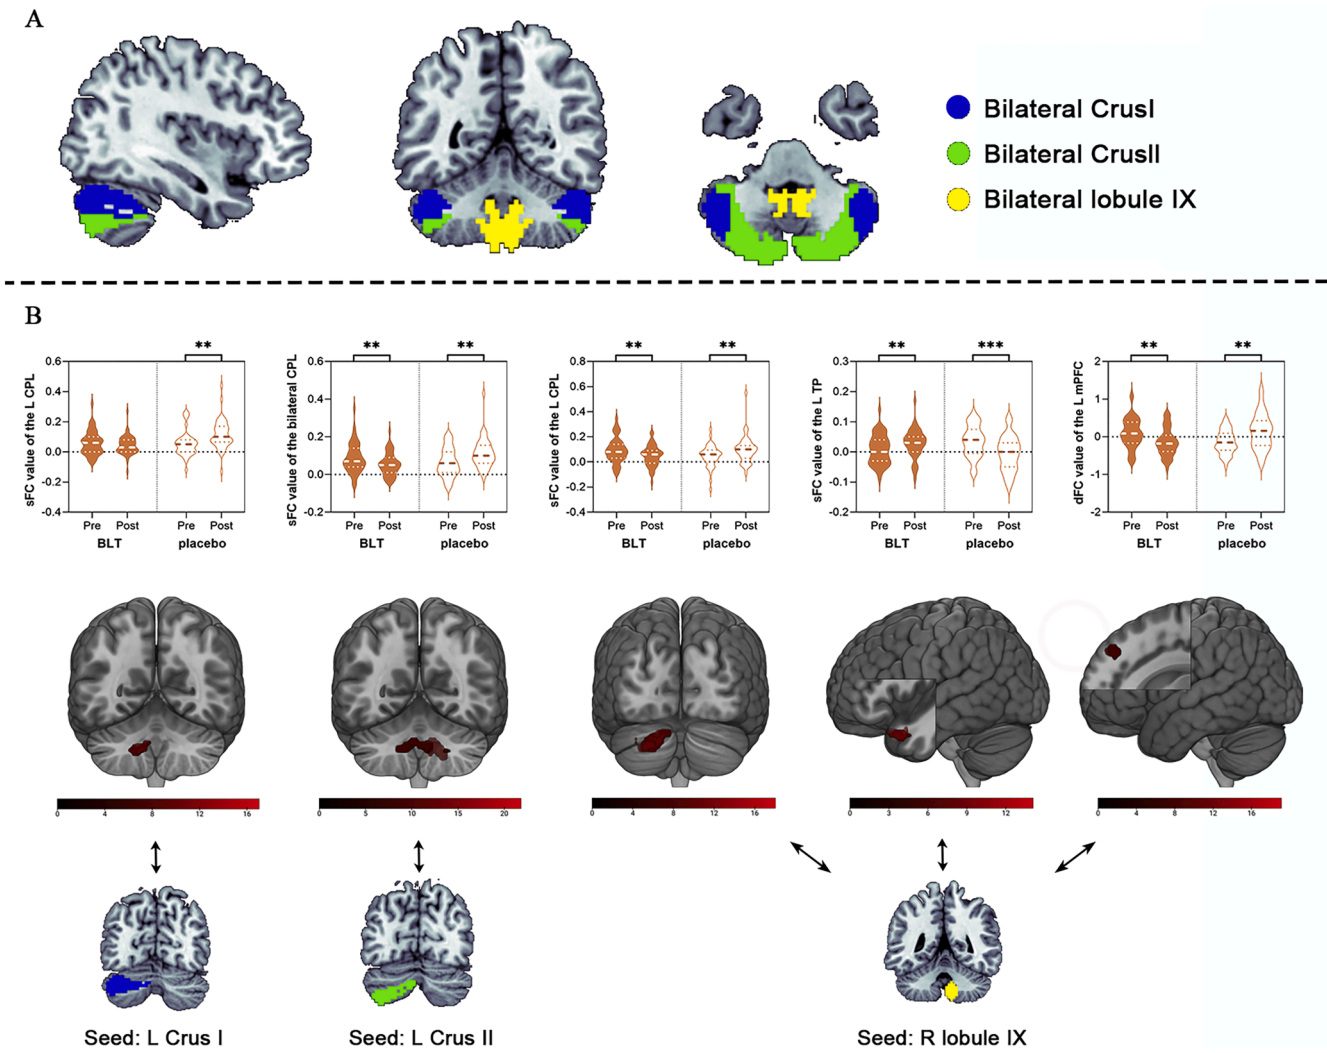 A
Bilateral CrusI
Bilateral CrusII
Bilateral lobule IX
B
sFC value of the L CPL
0.6
0.4
0.2
0.0
-0.2
-0.4
**
Pre Post Pre Post
BLT placebo
sFC value of the bilateral CPL
0.6
0.4
0.2
0.0
-0.2
** **
Pre Post Pre Post
BLT placebo
sFC value of the L CPL
0.8
0.6
0.4
0.2
0.0
-0.2
-0.4
** **
Pre Post Pre Post
BLT placebo
sFC value of the L TP
0.3
0.2
0.1
0.0
-0.1
-0.2
** ***
Pre Post Pre Post
BLT placebo
dFC value of the L mPFC
2
1
0
-1
-2
** **
Pre Post Pre Post
BLT placebo
0 4 8 12 16
0 5 10 15 20
0 4 8 12 16
0 3 6 9 12
0 4 8 12 16
Seed: L Crus I
Seed: L Crus II
Seed: R lobule IX